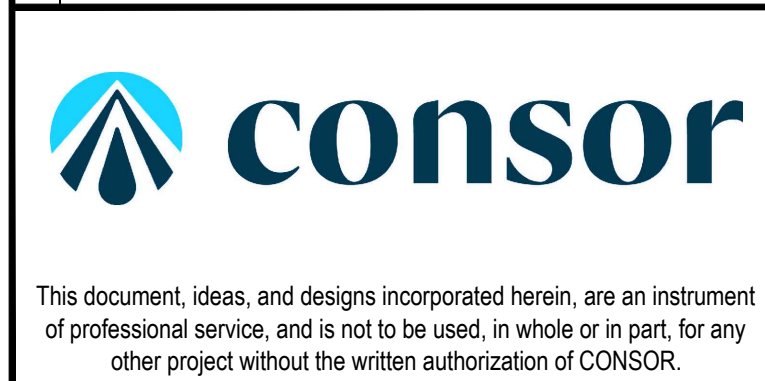 consor
This document, ideas, and designs incorporated herein, are an instrument
of professional service, and is not to be used, in whole or in part, for any
other project without the written authorization of CONSOR.